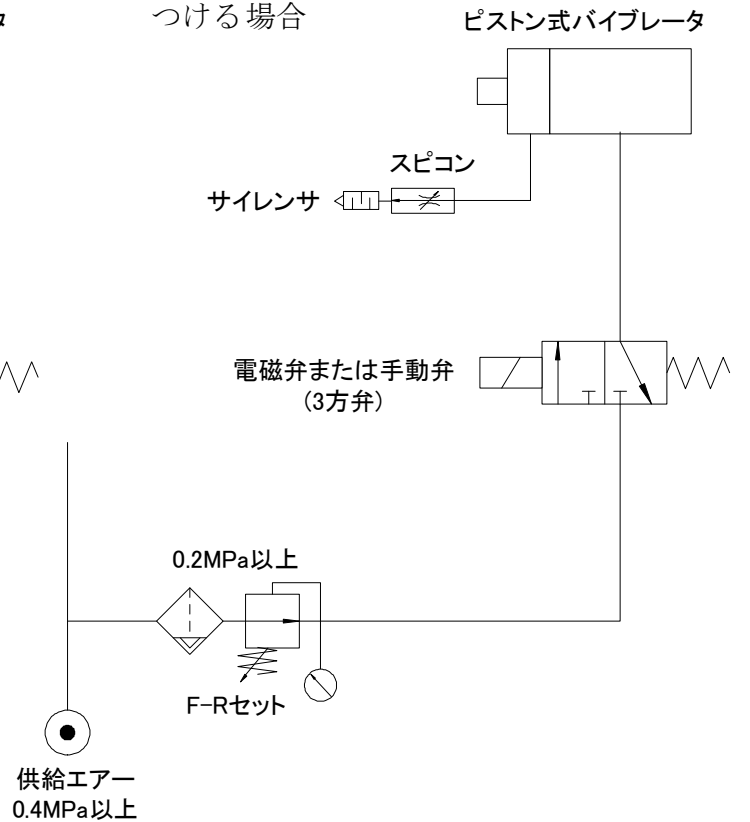 つける場合
ピストン式バイブレータ
スピコン
サイレンサ
電磁弁または手動弁
(3方弁)
0.2MPa以上
F-Rセット
供給エアー
0.4MPa以上